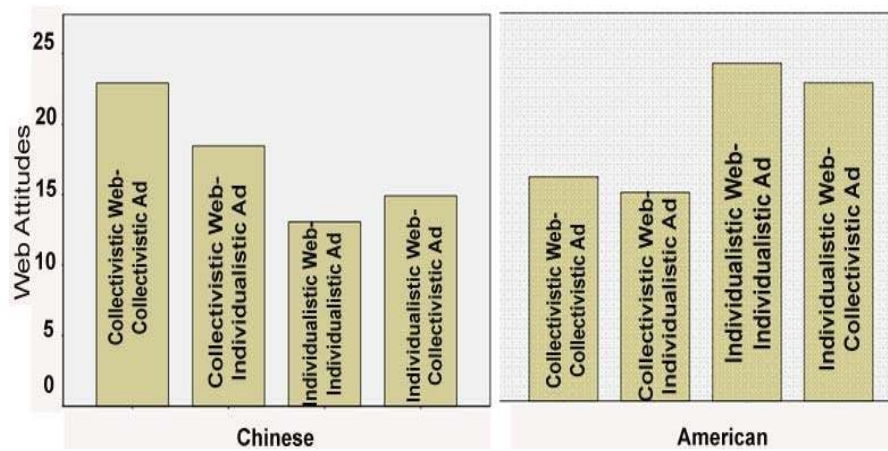 25
20
15
10
5
0
Web Attitudes
Collectivistic Web-
Collectivistic Ad
Collectivistic Web-
Individualistic Ad
Individualistic Web-
Individualistic Ad
Individualistic Web-
Collectivistic Ad
Chinese
Collectivistic Web-
Collectivistic Ad
Collectivistic Web-
Individualistic Ad
Individualistic Web-
Individualistic Ad
Individualistic Web-
Collectivistic Ad
American